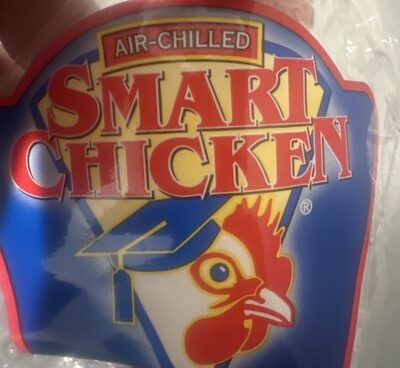 AIR-CHILLED
SMART
CHICKEN
®